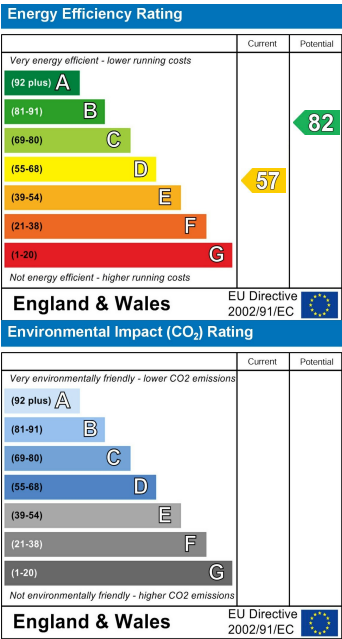 Energy Efficiency Rating
Current Potential
Very energy efficient - lower running costs
(92 plus) A
(81-91) B
82
(69-80) C
(55-68) D
57
(39-54) E
(21-38) F
(1-20) G
Not energy efficient - higher running costs
England & Wales
EU Directive
2002/91/EC
Environmental Impact (CO₂) Rating
Current Potential
Very environmentally friendly - lower CO2 emissions
(92 plus) A
(81-91) B
(69-80) C
(55-68) D
(39-54) E
(21-38) F
(1-20) G
Not environmentally friendly - higher CO2 emissions
England & Wales
EU Directive
2002/91/EC